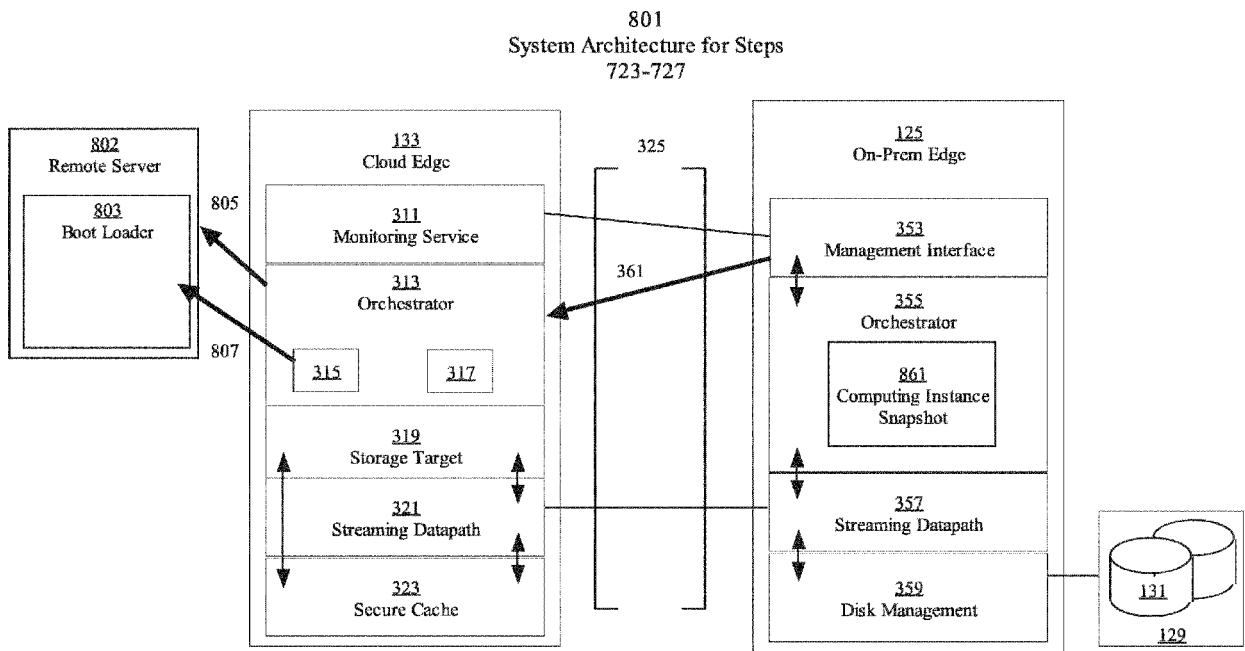 801
System Architecture for Steps
723-727
802
Remote Server
803
Boot Loader
805
807
133
Cloud Edge
311
Monitoring Service
313
Orchestrator
315
317
319
Storage Target
321
Streaming Datapath
323
Secure Cache
325
361
125
On-Prem Edge
353
Management Interface
355
Orchestrator
861
Computing Instance
Snapshot
357
Streaming Datapath
359
Disk Management
131
129